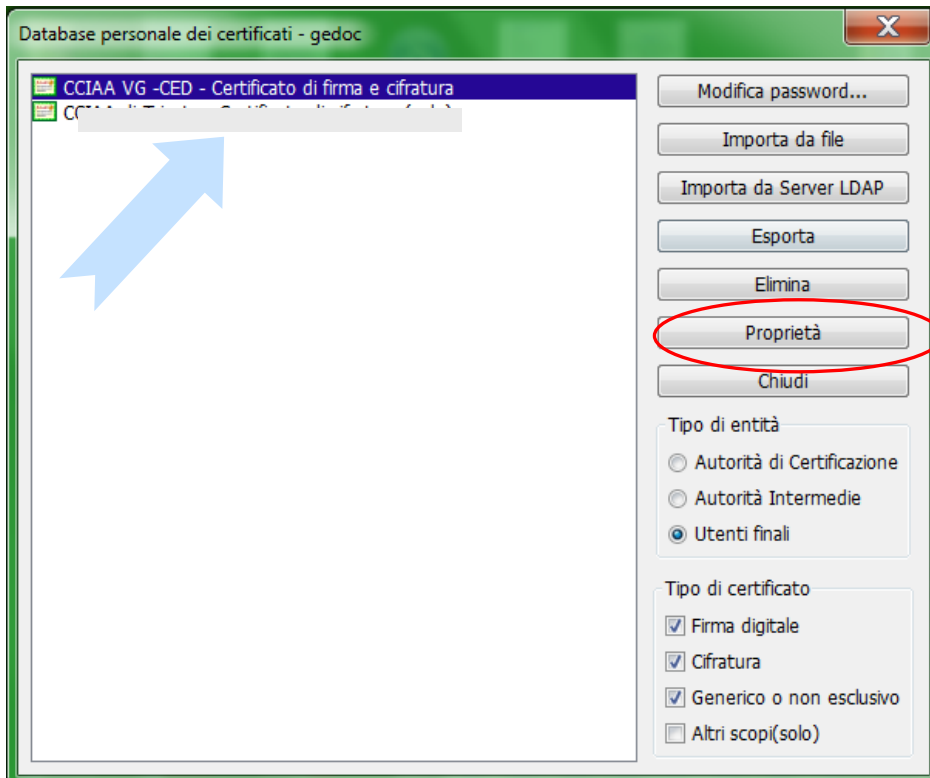 Database personale dei certificati - gedoc
X
CCIAA VG -CED - Certificato di firma e cifratura
Modifica password...
Importa da file
Importa da Server LDAP
Esporta
Elimina
Proprietà
Chiudi
Tipo di entità
Autorità di Certificazione
Autorità Intermedie
Utenti finali
Tipo di certificato
Firma digitale
Cifratura
Generico o non esclusivo
Altri scopi(solo)